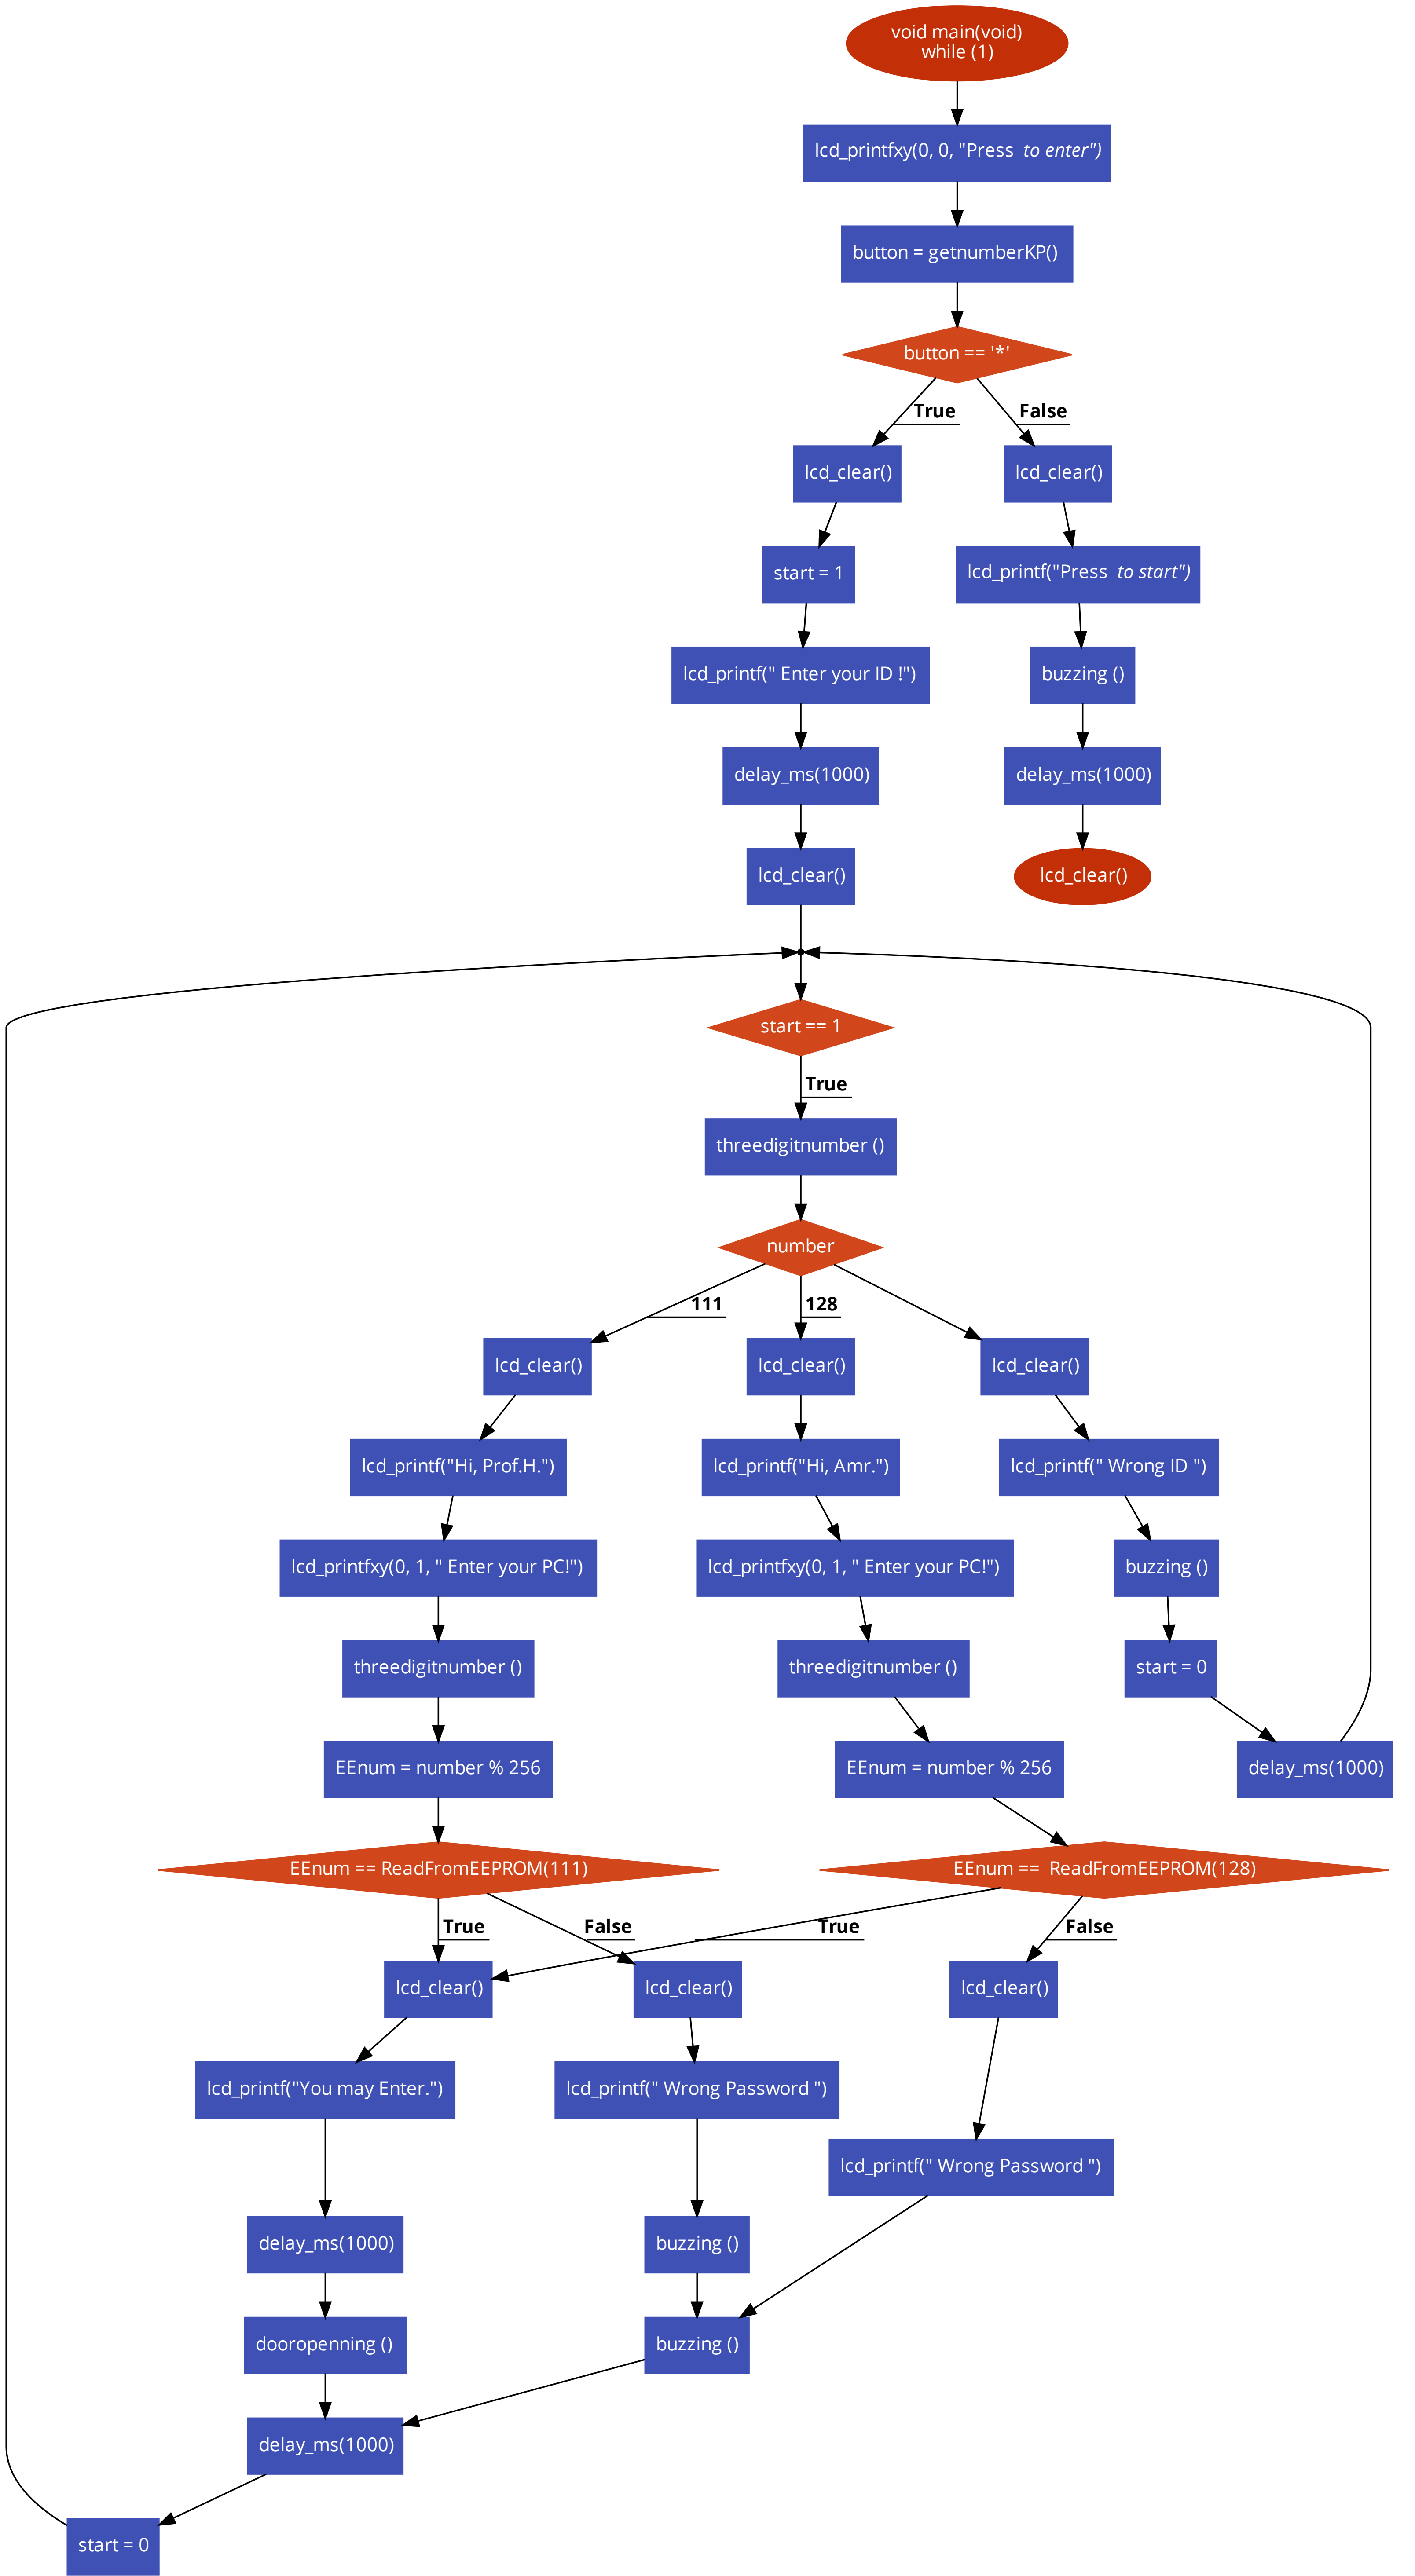 void main(void)
while (1)
lcd_printfxy(0, 0, "Press  to enter")
button = getnumberKP()
button == '*'
True
False
lcd_clear()
lcd_clear()
start = 1
lcd_printf("Press  to start")
lcd_printf(" Enter your ID !")
buzzing ()
delay_ms(1000)
delay_ms(1000)
lcd_clear()
lcd_clear()
start == 1
True
threedigitnumber ()
number
111
128
lcd_clear()
lcd_clear()
lcd_clear()
lcd_printf("Hi, Prof.H.")
lcd_printf("Hi, Amr.")
lcd_printf(" Wrong ID ")
lcd_printfxy(0, 1, " Enter your PC!")
lcd_printfxy(0, 1, " Enter your PC!")
buzzing ()
threedigitnumber ()
threedigitnumber ()
start = 0
EEnum = number % 256
EEnum = number % 256
delay_ms(1000)
EEnum == ReadFromEEPROM(111)
EEnum ==  ReadFromEEPROM(128)
True
False
True
False
lcd_clear()
lcd_clear()
lcd_clear()
lcd_printf("You may Enter.")
lcd_printf(" Wrong Password ")
lcd_printf(" Wrong Password ")
delay_ms(1000)
buzzing ()
dooropenning ()
buzzing ()
delay_ms(1000)
start = 0